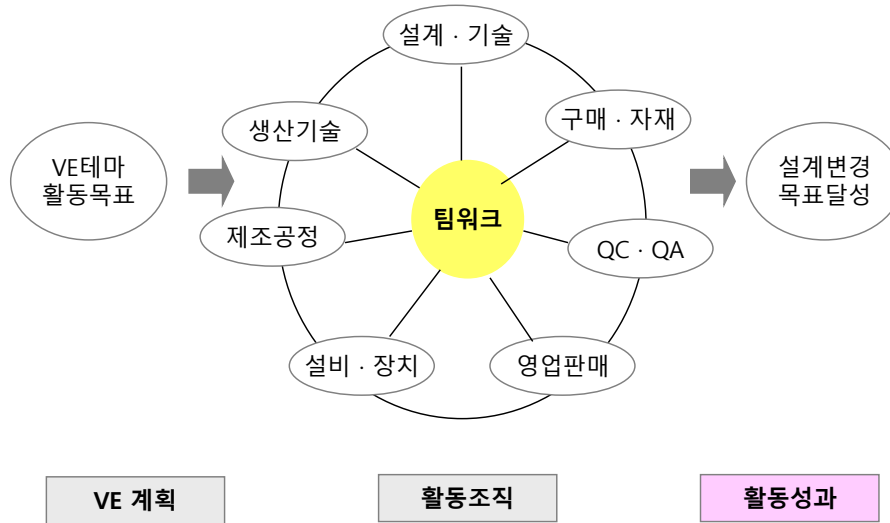 설계 · 기술
생산기술
구매 · 자재
VE테마
활동목표
팀워크
설계변경
목표달성
제조공정
QC · QA
설비 · 장치
영업판매
VE 계획
활동조직
활동성과